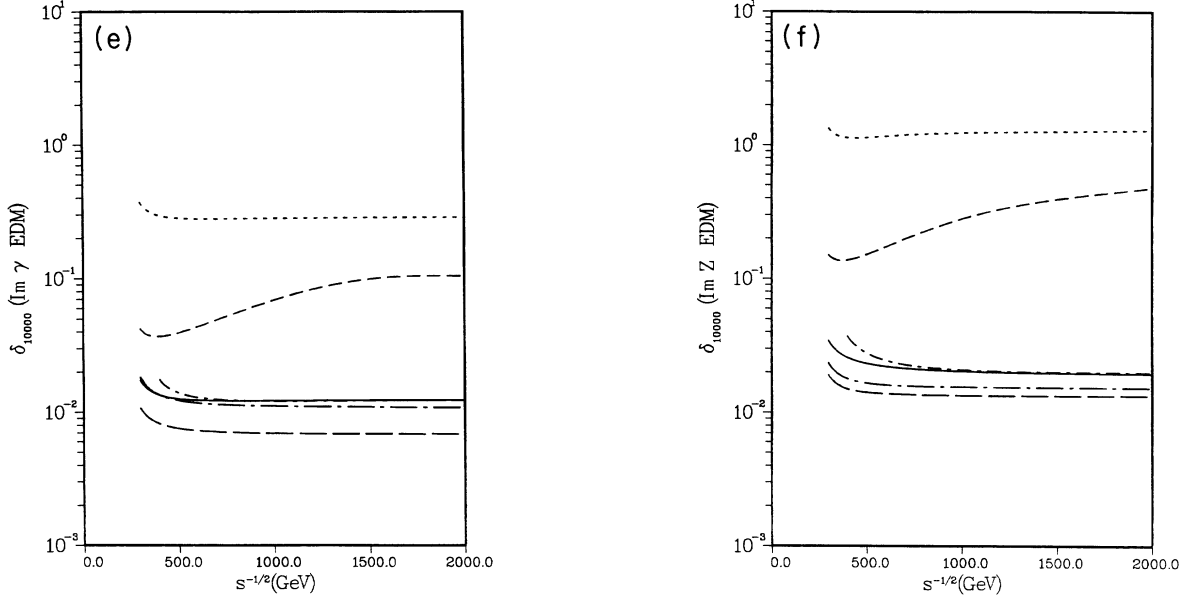 (e)
10¹
10⁰
10⁻¹
10⁻²
10⁻³
δ₁₀₀₀₀ (Im γ EDM)
0.0 500.0 1000.0 1500.0 2000.0
s⁻¹/²(GeV)
(f)
10¹
10⁰
10⁻¹
10⁻²
10⁻³
δ₁₀₀₀₀ (Im Z EDM)
0.0 500.0 1000.0 1500.0 2000.0
s⁻¹/²(GeV)